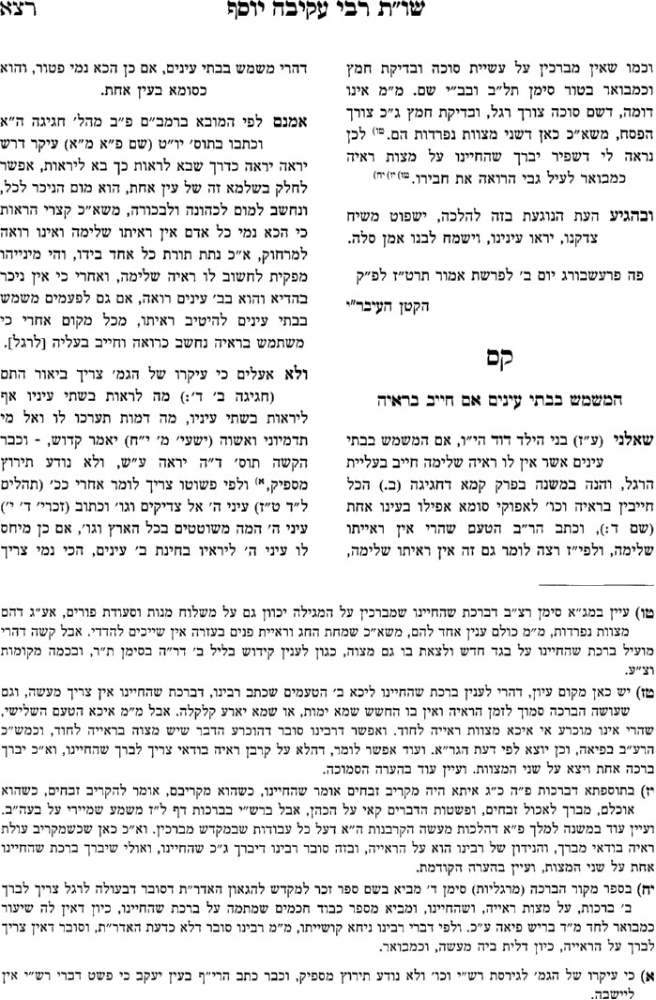 שו״ת רבי עקיבה יוסף
רצא
וכמו שאין מברכין על עשיית סוכה ובדיקת חמץ
וכמבואר בטור סימן תל״ב ובב״י שם. מ״מ אינו
דומה, דשם סוכה צורך רגל, ובדיקת חמץ ג״כ צורך
הפסח, משא״כ כאן דשני מצוות נפרדות הם. טו) לכן
נראה לי דשפיר יברך שהחיינו על מצות ראיה
כמבואר לעיל גבי הרואה את חבירו. טז) יז) יח)
ובהגיע העת הנוגעת בזה להלכה, ישפוט משיח
צדקנו, יראו עינינו, וישמח לבנו אמן סלה.
פה פרעשבורג יום ב׳ לפרשת אמור תרט״ז לפ״ק
הקטן העיבר״י
קם
המשמש בבתי עינים אם חייב בראיה
שאלני (ע״ז) בני הילד דוד הי״ו, אם המשמש בבתי
עינים אשר אין לו ראיה שלימה חייב בעליית
הרגל, והנה במשנה בפרק קמא דחגיגה (ב.) הכל
חייבין בראיה וכו׳ לאפוקי סומא אפילו בעינו אחת
(שם ד:), וכתב הר״ב הטעם שהרי אין ראייתו
שלימה, ולפי״ז רצה לומר גם זה אין ראיתו שלימה,
דהרי משמש בבתי עינים, אם כן הכא נמי פטור, והוא
כסומא בעין אחת.
אמנם לפי המובא ברמב״ם פ״ב מהל׳ חגיגה ה״א
וכתבו בתוס׳ יו״ט (שם פ״א מ״א) עיקר דרש
יראה יראה כדרך שבא לראות כך בא ליראות, אפשר
לחלק בשלמא זה של עין אחת, הוא מום הניכר לכל,
ונחשב למום לכהונה ולבכורה, משא״כ קצרי הראות
כי הכא נמי כל אדם אין ראיתו שלימה ואינו רואה
למרחוק, א״כ נתת תורת כל אחד בידו, והי מינייהו
מפקית לחשוב לו ראיה שלימה, ואחרי כי אין ניכר
בהדיא והוא בב׳ עינים רואה, אם גם לפעמים משמש
בבתי עינים להיטיב ראיתו, מכל מקום אחרי כי
משתמש בראיה נחשב כרואה וחייב בעליה [לרגל].
ולא אעלים כי עיקרו של הגמ׳ צריך ביאור התם
(חגיגה ב׳ ד׳:) מה לראות בשתי עיניו אף
ליראות בשתי עיניו, מה דמות תערכו לו ואל מי
תדמיוני ואשוה (ישעי׳ מ׳ י״ח) יאמר קדוש, - וכבר
הקשה תוס׳ ד״ה יראה ע״ש, ולא נודע תירוץ
מספיק,א) ולפי פשוטו צריך לומר אחרי ככ׳ (תהלים
ל״ד ט״ז) עיני ה׳ אל צדיקים וגו׳ וכתוב (זכרי׳ ד׳ י׳)
עיני ה׳ המה משוטטים בכל הארץ וגו׳, אם כן מיחס
לו עיני ה׳ ליראיו בחינת ב׳ עינים, הכי נמי צריך
טו) עיין במג״א סימן רצ״ב דברכת שהחיינו שמברכין על המגילה יכוון גם על משלוח מנות וסעודת פורים, אע״ג דהם
מצוות נפרדות, מ״מ כולם ענין אחד להם, משא״כ שמחת החג וראיית פנים בעזרה אין שייכים להדדי. אבל קשה דהרי
מועיל ברכת שהחיינו על בגד חדש ולצאת בו גם מצוה, כגון לענין קידוש בליל ב׳ דר״ה בסימן ת״ר, ובכמה מקומות
וצ״ע.
טז) יש כאן מקום עיון, דהרי לענין ברכת שהחיינו ליכא ב׳ הטעמים שכתב רבינו, דברכת שהחיינו אין צריך מעשה, וגם
שעושה הברכה סמוך לזמן הראיה ואין בו החשש שמא ימות, או שמא יארע קלקלה. אבל מ״מ איכא הטעם השלישי,
שהרי אינו מוכרע אי איכא מצוות ראייה לחוד. ואפשר דרבינו סובר דהוכרע הדבר שיש מצוה בראייה לחוד, וכמש״כ
הרע״ב בפיאה, וכן יוצא לפי דעת הגר״א. ועוד אפשר לומר, דהלא על קרבן ראיה בודאי צריך לברך שהחיינו, וא״כ יברך
ברכה אחת ויצא על שני המצוות. ועיין עוד בהערה הסמוכה.
יז) בתוספתא דברכות פ״ה כ״ג איתא היה מקריב זבחים אומר שהחיינו, כשהוא מקריבם, אומר להקריב זבחים, כשהוא
אוכלם, מברך לאכול זבחים, ופשטות הדברים קאי על הכהן, אבל ברש״י בברכות דף ל״ז משמע שמיירי על בעה״ב.
ועיין עוד במשנה למלך פ״א דהלכות מעשה הקרבנות ה״א דעל כל עבודות שבמקדש מברכין. וא״כ כאן שכשמקריב עולת
ראיה בודאי מברך, והנידון של רבינו הוא על הראייה, ובזה סובר רבינו דיברך ג״כ שהחיינו, ואולי שיברך ברכת שהחיינו
אחת על שני המצות, ועיין בהערה הקודמת.
יח) בספר מקור הברכה (מרגליות) סימן ד׳ מביא בשם ספר זכר למקדש להגאון האדר״ת דסובר דבעולה לרגל צריך לברך
ב׳ ברכות, על מצות ראייה, ושהחיינו, ומביא מספר כבוד חכמים שמתמה על ברכת שהחיינו, כיון דאין לה שיעור
כמבואר לחד מ״ד בריש פיאה ע״כ. ולפי דברי רבינו ניחא קושייתו, מ״מ רבינו סובר דלא כדעת האדר״ת, וסובר דאין צריך
לברך על הראייה, כיון דלית ביה מעשה, וכמבואר.
א) כי עיקרו של הגמ׳ לגירסת רש״י וכו׳ ולא נודע תירוץ מספיק, וכבר כתב הרי״ף בעין יעקב כי פשט דברי רש״י אין
ליישבה.